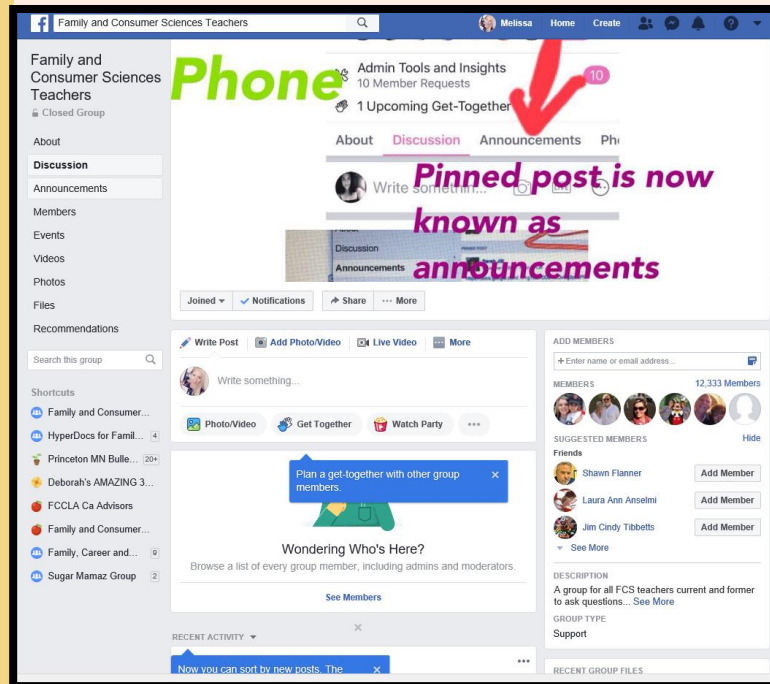 Family and Consumer Sciences Teachers
Melissa Home Create
Family and
Consumer Sciences
Teachers
Closed Group
About
Discussion
Announcements
Members
Events
Videos
Photos
Files
Recommendations
Search this group
Shortcuts
Family and Consumer...
HyperDocs for Famil... 4
Princeton MN Bulle... 20+
Deborah's AMAZING 3...
FCCLA Ca Advisors
Family and Consumer...
Family, Career and... 9
Sugar Mamaz Group 2
Phone
Admin Tools and Insights
10 Member Requests
10
1 Upcoming Get-Together
About Discussion Announcements Ph
Write somethin...
Pinned post is now
known as
announcements
Discussion
Announcements
Joined Notifications Share More
Write Post Add Photo/Video Live Video More
Write something...
Photo/Video Get Together Watch Party
Plan a get-together with other group
members.
Wondering Who's Here?
Browse a list of every group member, including admins and moderators.
See Members
RECENT ACTIVITY
Now you can sort by new posts. The
ADD MEMBERS
+ Enter name or email address...
MEMBERS 12,333 Members
SUGGESTED MEMBERS Hide
Friends
Shawn Flanner Add Member
Laura Ann Anselmi Add Member
Jim Cindy Tibbetts Add Member
See More
DESCRIPTION
A group for all FCS teachers current and former
to ask questions... See More
GROUP TYPE
Support
RECENT GROUP FILES